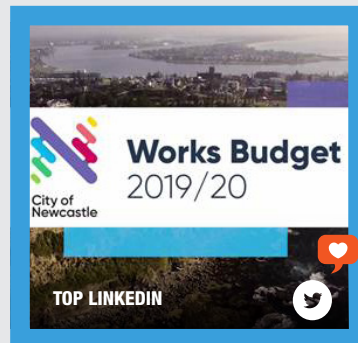 Works Budget
2019/20
City of
Newcastle
TOP LINKEDIN